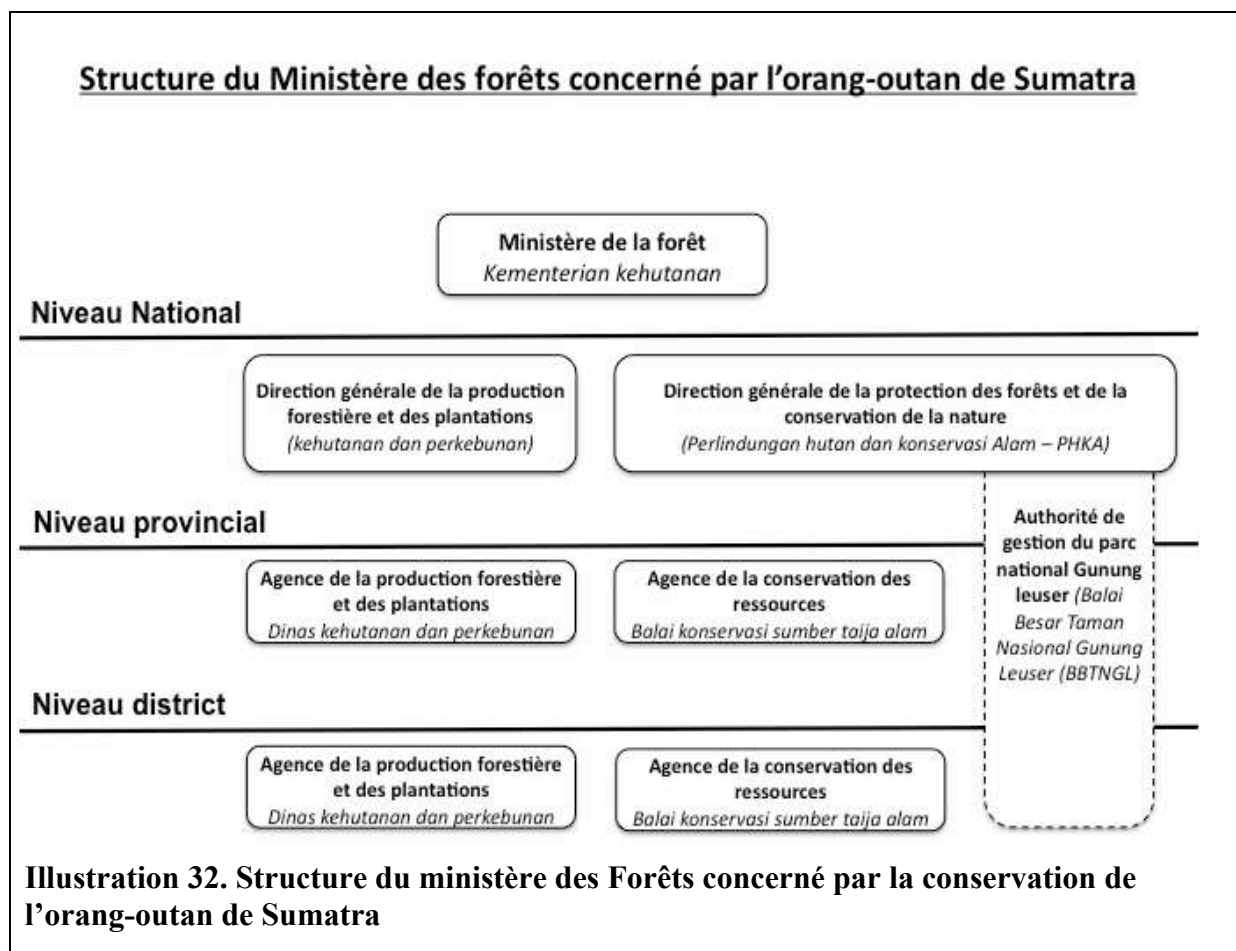 Structure du Ministère des forêts concerné par l'orang-outan de Sumatra
Ministère de la forêt
Kementerian kehutanan
Niveau National
Direction générale de la production
forestière et des plantations
(kehutanan dan perkebunan)
Direction générale de la protection des forêts et de la
conservation de la nature
(Perlindungan hutan dan konservasi Alam – PHKA)
Niveau provincial
Authorité de
gestion du parc
national Gunung
leuser (Balai
Besar Taman
Nasional Gunung
Leuser (BBTNGL)
Agence de la production forestière
et des plantations
Dinas kehutanan dan perkebunan
Agence de la conservation des
ressources
Balai konservasi sumber taija alam
Niveau district
Agence de la production forestière
et des plantations
Dinas kehutanan dan perkebunan
Agence de la conservation des
ressources
Balai konservasi sumber taija alam
Illustration 32. Structure du ministère des Forêts concerné par la conservation de
l'orang-outan de Sumatra